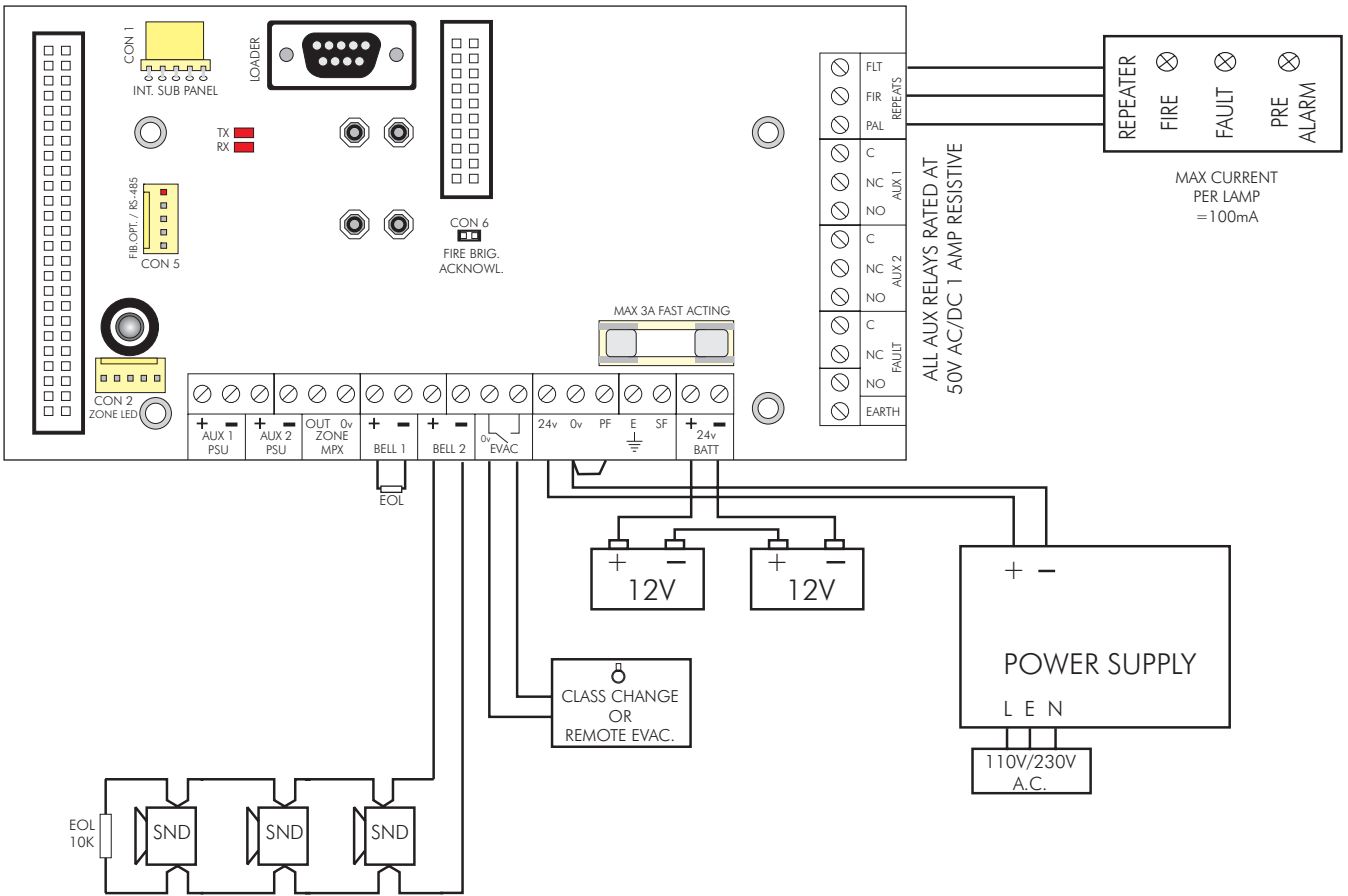 CON 1
INT. SUB PANEL
LOADER
TX
RX
FIB.OPT. / RS-485
CON 5
CON 6
FIRE BRIG.
ACKNOWL.
CON 2
ZONE LED
MAX 3A FAST ACTING
FLT
FIR
PAL
REPEATS
C
NC
NO
AUX 1
C
NC
NO
AUX 2
C
NC
NO
FAULT
EARTH
ALL AUX RELAYS RATED AT
50V AC/DC 1 AMP RESISTIVE
REPEATER
FIRE
FAULT
PRE
ALARM
MAX CURRENT
PER LAMP
=100mA
+ −
AUX 1
PSU
+ −
AUX 2
PSU
OUT 0v
ZONE
MPX
+ −
BELL 1
+ −
BELL 2
0v
EVAC
24v 0v PF
E SF
+ −
24v
BATT
EOL
+ −
12V
+ −
12V
+ −
POWER SUPPLY
L E N
110V/230V
A.C.
CLASS CHANGE
OR
REMOTE EVAC.
EOL
10K
SND
SND
SND